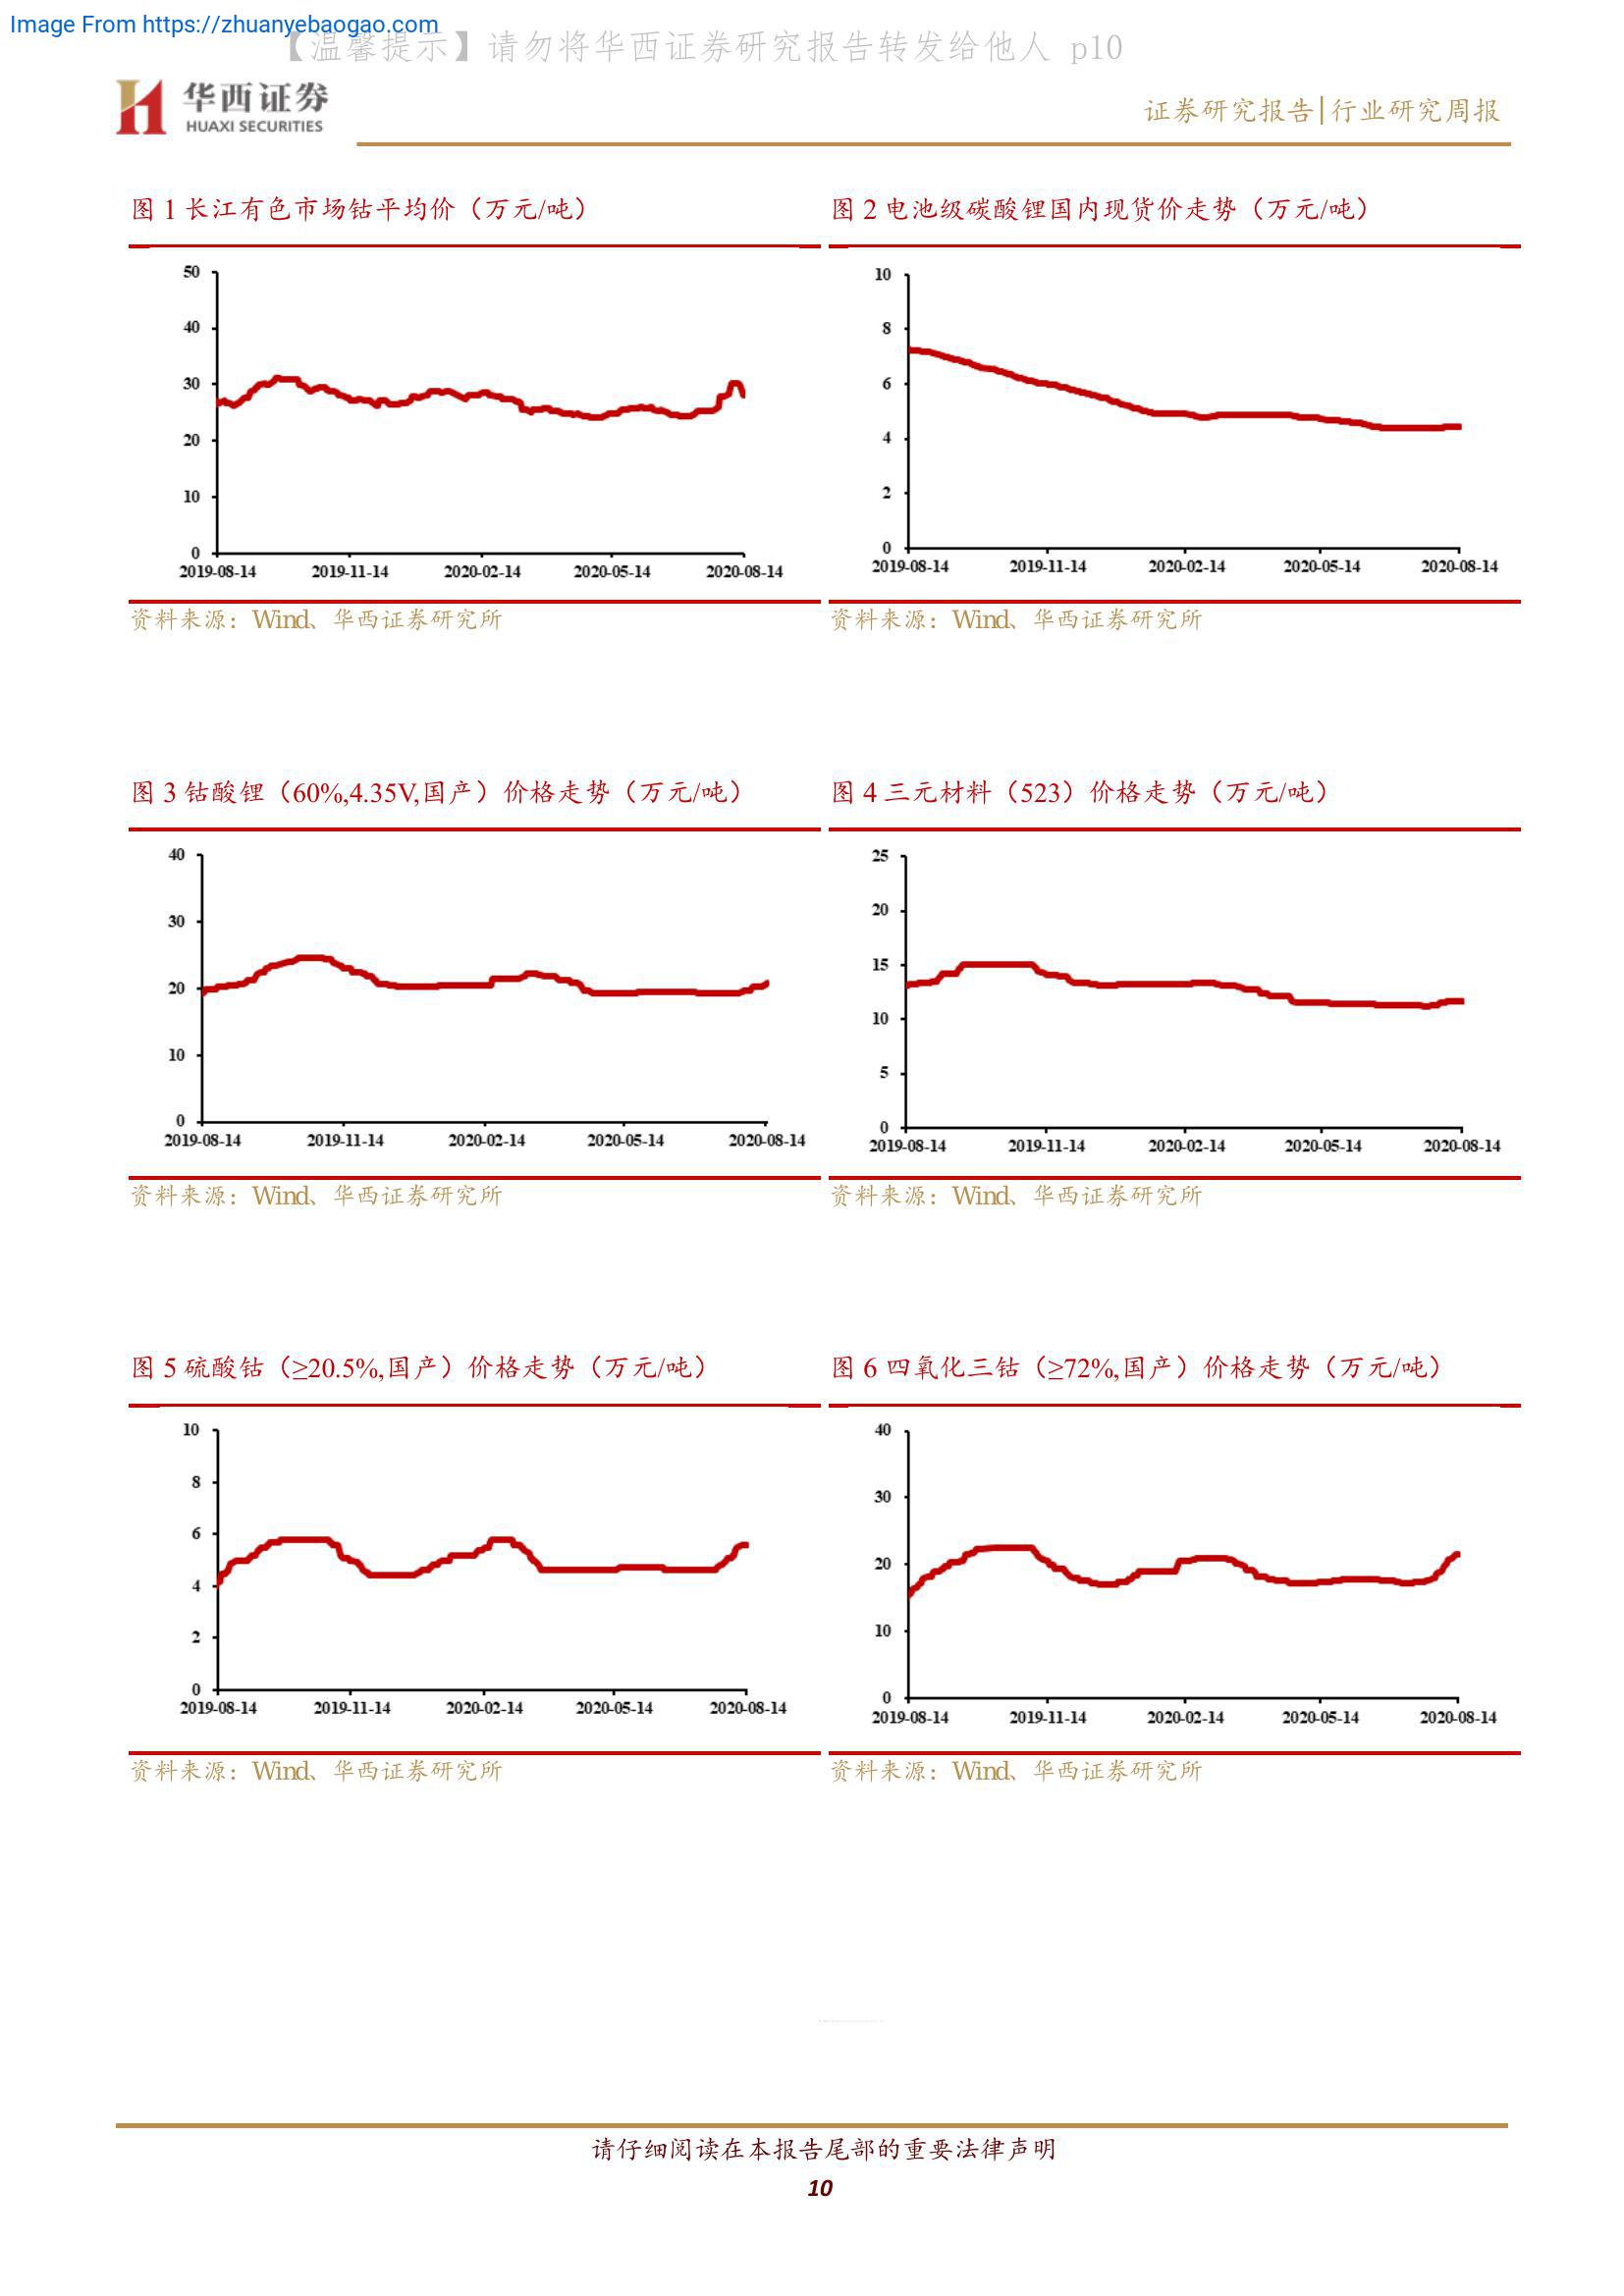 Image From https://zhuanyebaogao.com
【温馨提示】请勿将华西证券研究报告转发给他人 p10
华西证券
HUAXI SECURITIES
证券研究报告|行业研究周报
图 1 长江有色市场钴平均价（万元/吨）
50
40
30
20
10
0
2019-08-14 2019-11-14 2020-02-14 2020-05-14 2020-08-14
资料来源：Wind、华西证券研究所
图 2 电池级碳酸锂国内现货价走势（万元/吨）
10
8
6
4
2
0
2019-08-14 2019-11-14 2020-02-14 2020-05-14 2020-08-14
资料来源：Wind、华西证券研究所
图 3 钴酸锂（60%,4.35V,国产）价格走势（万元/吨）
40
30
20
10
0
2019-08-14 2019-11-14 2020-02-14 2020-05-14 2020-08-14
资料来源：Wind、华西证券研究所
图 4 三元材料（523）价格走势（万元/吨）
25
20
15
10
5
0
2019-08-14 2019-11-14 2020-02-14 2020-05-14 2020-08-14
资料来源：Wind、华西证券研究所
图 5 硫酸钴（≥20.5%,国产）价格走势（万元/吨）
10
8
6
4
2
0
2019-08-14 2019-11-14 2020-02-14 2020-05-14 2020-08-14
资料来源：Wind、华西证券研究所
图 6 四氧化三钴（≥72%,国产）价格走势（万元/吨）
40
30
20
10
0
2019-08-14 2019-11-14 2020-02-14 2020-05-14 2020-08-14
资料来源：Wind、华西证券研究所
请仔细阅读在本报告尾部的重要法律声明
10